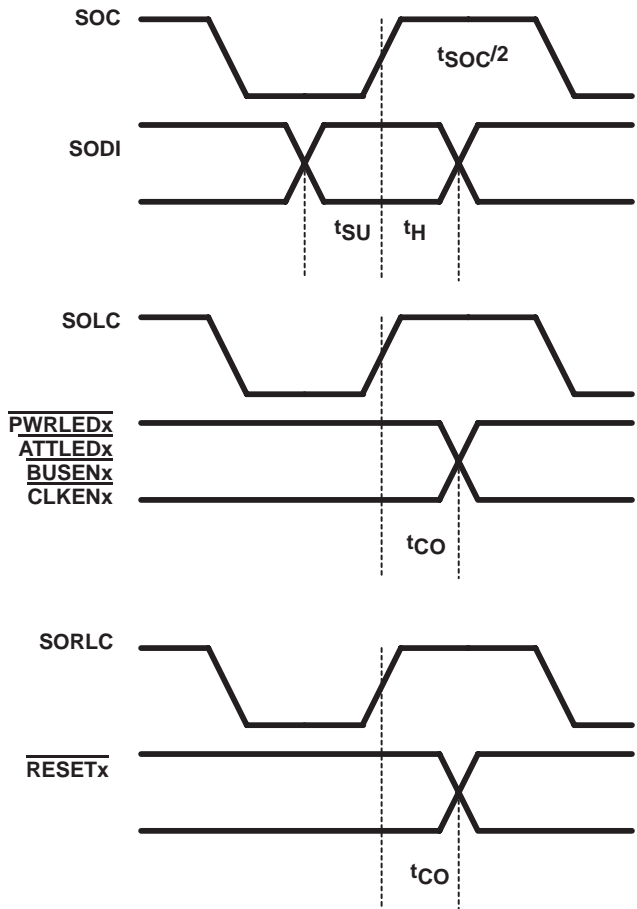 SOC
tSOC/2
SODI
tSU
tH
SOLC
PWRLEDx
ATTLEDx
BUSENx
CLKENx
tCO
SORLC
RESETx
tCO